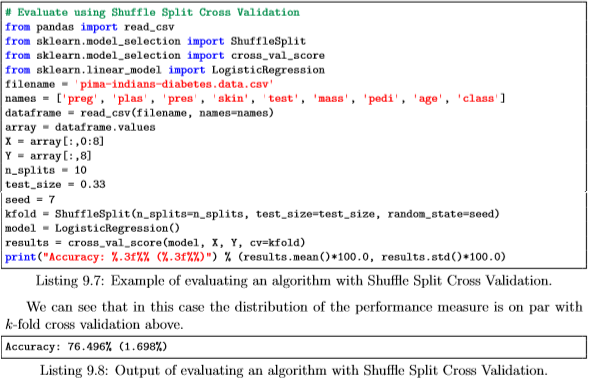 # Evaluate using Shuffle Split Cross Validation
from pandas import read_csv
from sklearn.model_selection import ShuffleSplit
from sklearn.model_selection import cross_val_score
from sklearn.linear_model import LogisticRegression
filename = 'pima-indians-diabetes.data.csv'
names = ['preg', 'plas', 'pres', 'skin', 'test', 'mass', 'pedi', 'age', 'class']
dataframe = read_csv(filename, names=names)
array = dataframe.values
X = array[:,0:8]
Y = array[:,8]
n_splits = 10
test_size = 0.33
seed = 7
kfold = ShuffleSplit(n_splits=n_splits, test_size=test_size, random_state=seed)
model = LogisticRegression()
results = cross_val_score(model, X, Y, cv=kfold)
print("Accuracy: %.3f%% (%.3f%%)") % (results.mean()*100.0, results.std()*100.0)
Listing 9.7: Example of evaluating an algorithm with Shuffle Split Cross Validation.
We can see that in this case the distribution of the performance measure is on par with
k-fold cross validation above.
Accuracy: 76.496% (1.698%)
Listing 9.8: Output of evaluating an algorithm with Shuffle Split Cross Validation.